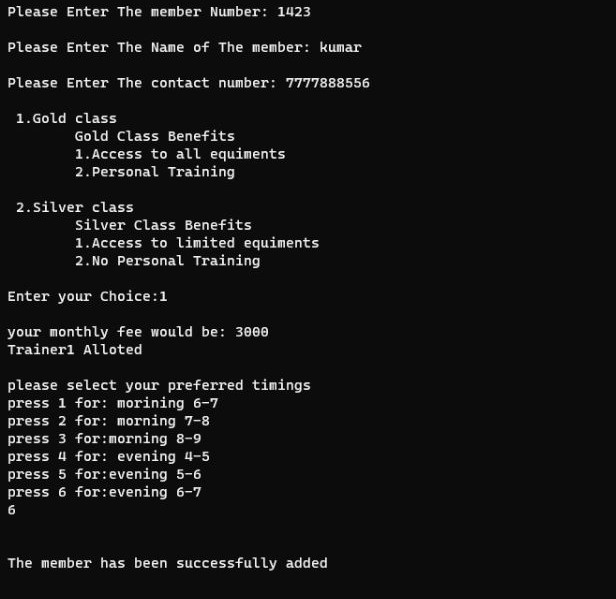 Please Enter The member Number: 1423
Please Enter The Name of The member: kumar
Please Enter The contact number: 7777888556
1.Gold class
Gold Class Benefits
1.Access to all equiments
2.Personal Training
2.Silver class
Silver Class Benefits
1.Access to limited equiments
2.No Personal Training
Enter your Choice:1
your monthly fee would be: 3000
Trainer1 Alloted
please select your preferred timings
press 1 for: morining 6-7
press 2 for: morning 7-8
press 3 for:morning 8-9
press 4 for: evening 4-5
press 5 for:evening 5-6
press 6 for:evening 6-7
6
The member has been successfully added